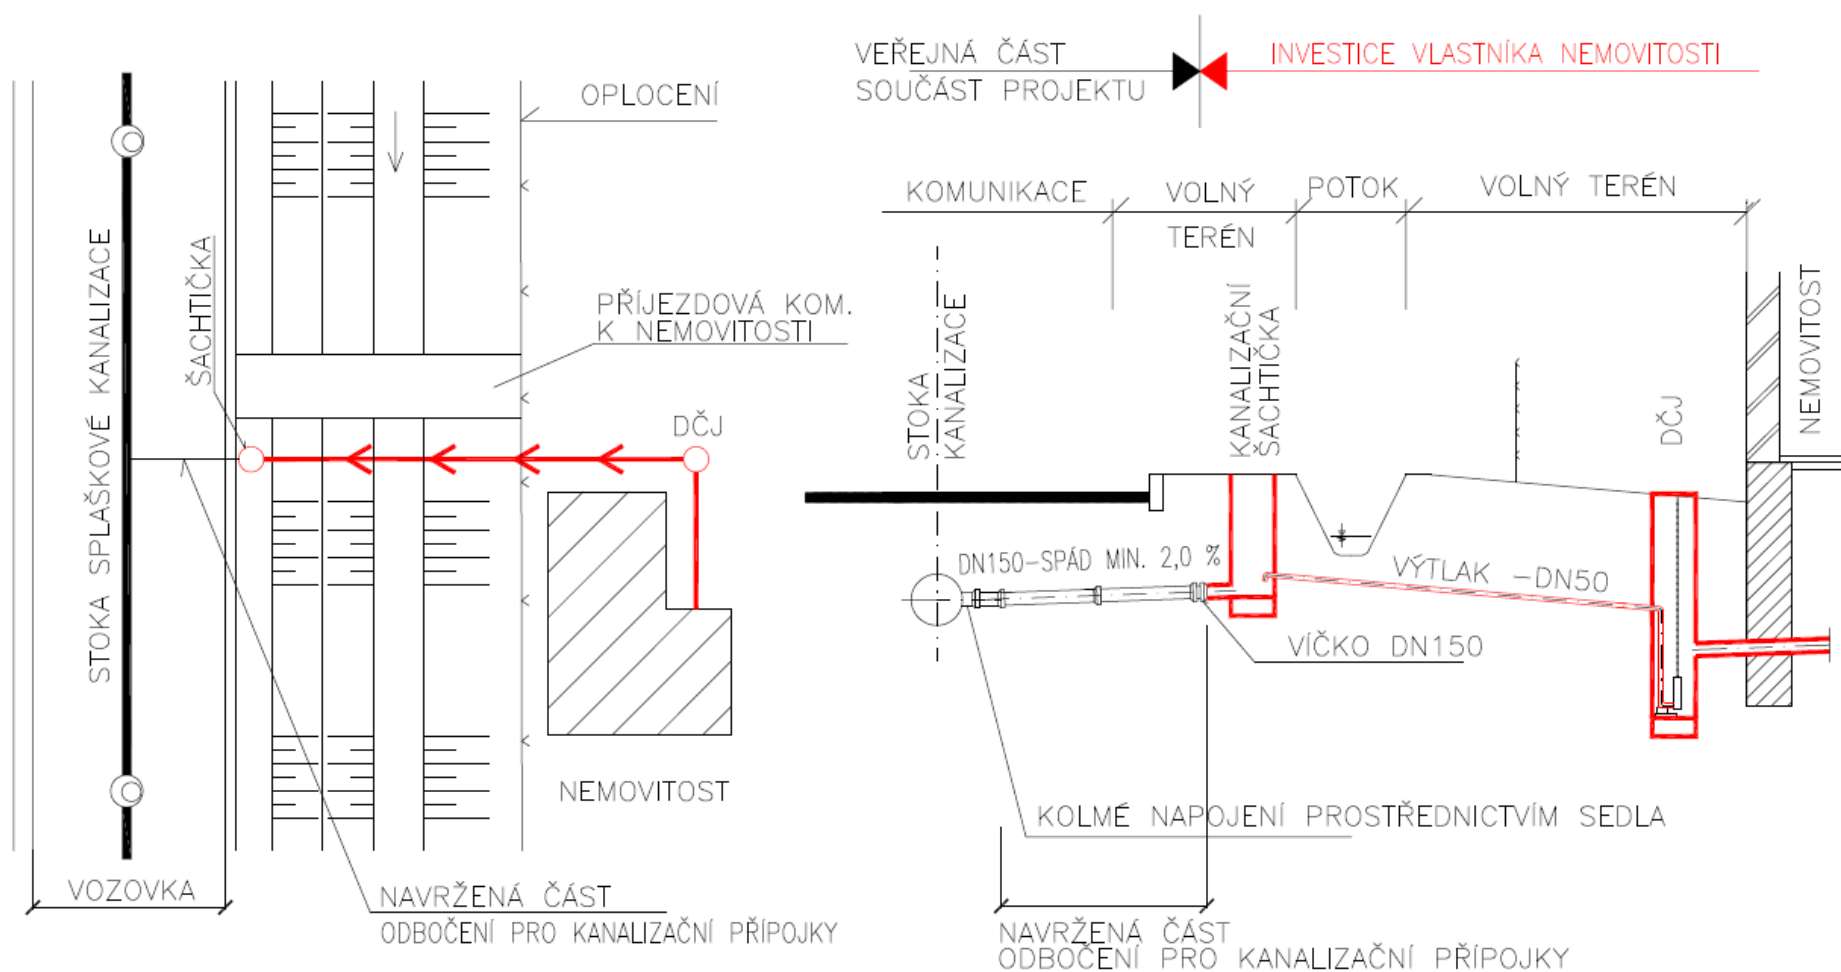 OPLOCENÍ
STOKA SPLAŠKOVÉ KANALIZACE
ŠACHTIČKA
PŘÍJEZDOVÁ KOM.
K NEMOVITOSTI
DČJ
NEMOVITOST
VOZOVKA
NAVRŽENÁ ČÁST
ODBOČENÍ PRO KANALIZAČNÍ PŘÍPOJKY
VEŘEJNÁ ČÁST
SOUČÁST PROJEKTU
INVESTICE VLASTNÍKA NEMOVITOSTI
KOMUNIKACE
VOLNÝ
TERÉN
POTOK
VOLNÝ TERÉN
STOKA
KANALIZACE
KANALIZAČNÍ
ŠACHTIČKA
DČJ
NEMOVITOST
DN150-SPÁD MIN. 2,0 %
VÝTLAK -DN50
VÍČKO DN150
KOLMÉ NAPOJENÍ PROSTŘEDNICTVÍM SEDLA
NAVRŽENÁ ČÁST
ODBOČENÍ PRO KANALIZAČNÍ PŘÍPOJKY